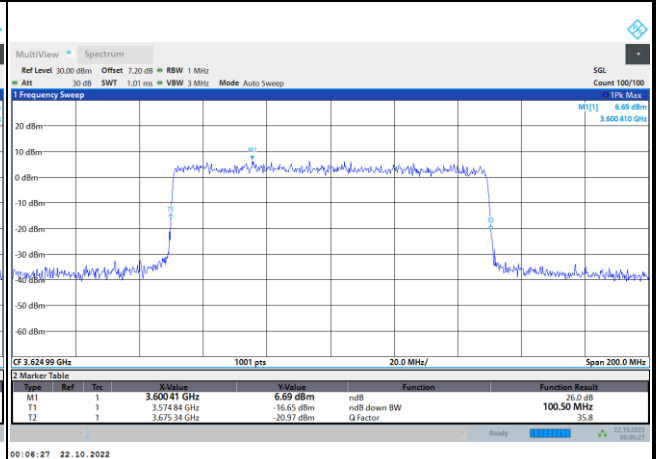 MultiView Spectrum
Ref Level 30.00 dBm Offset 7.20 dB RBW 1 MHz SGL
Att 30 dB SWT 1.01 ms VBW 3 MHz Mode Auto Sweep Count 100/100
1 Frequency Sweep 1Pk Max
M1[1] 6.69 dBm
3.600 410 GHz
20 dBm
10 dBm
M1
0 dBm
-10 dBm
T1
T2
-20 dBm
-30 dBm
-40 dBm
-50 dBm
-60 dBm
CF 3.624 99 GHz 1001 pts 20.0 MHz/ Span 200.0 MHz
2 Marker Table
Type Ref Trc X-Value Y-Value Function Function Result
M1 1 3.600 41 GHz 6.69 dBm ndB 26.0 dB
T1 1 3.574 84 GHz -16.65 dBm ndB down BW 100.50 MHz
T2 1 3.675 34 GHz -20.97 dBm Q Factor 35.8
Ready 22.10.2022
00:06:27
00:06:27 22.10.2022